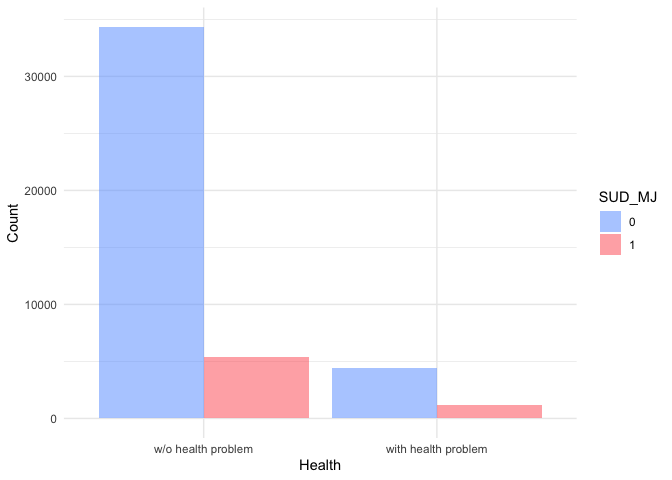 30000
20000
10000
0
Count
w/o health problem
with health problem
Health
SUD_MJ
0
1